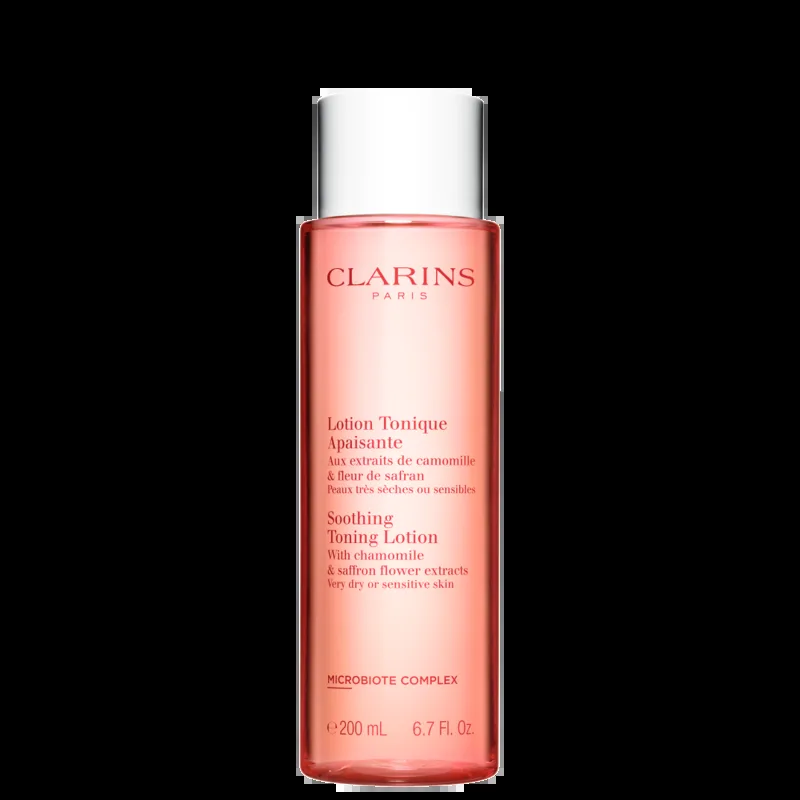 CLARINS
PARIS
Lotion Tonique
Apaisante
Aux extraits de camomille
& fleur de safran
Peaux très sèches ou sensibles
Soothing
Toning Lotion
With chamomile
& saffron flower extracts
Very dry or sensitive skin
MICROBIOTE COMPLEX
℮200 mL 6.7 Fl. Oz.